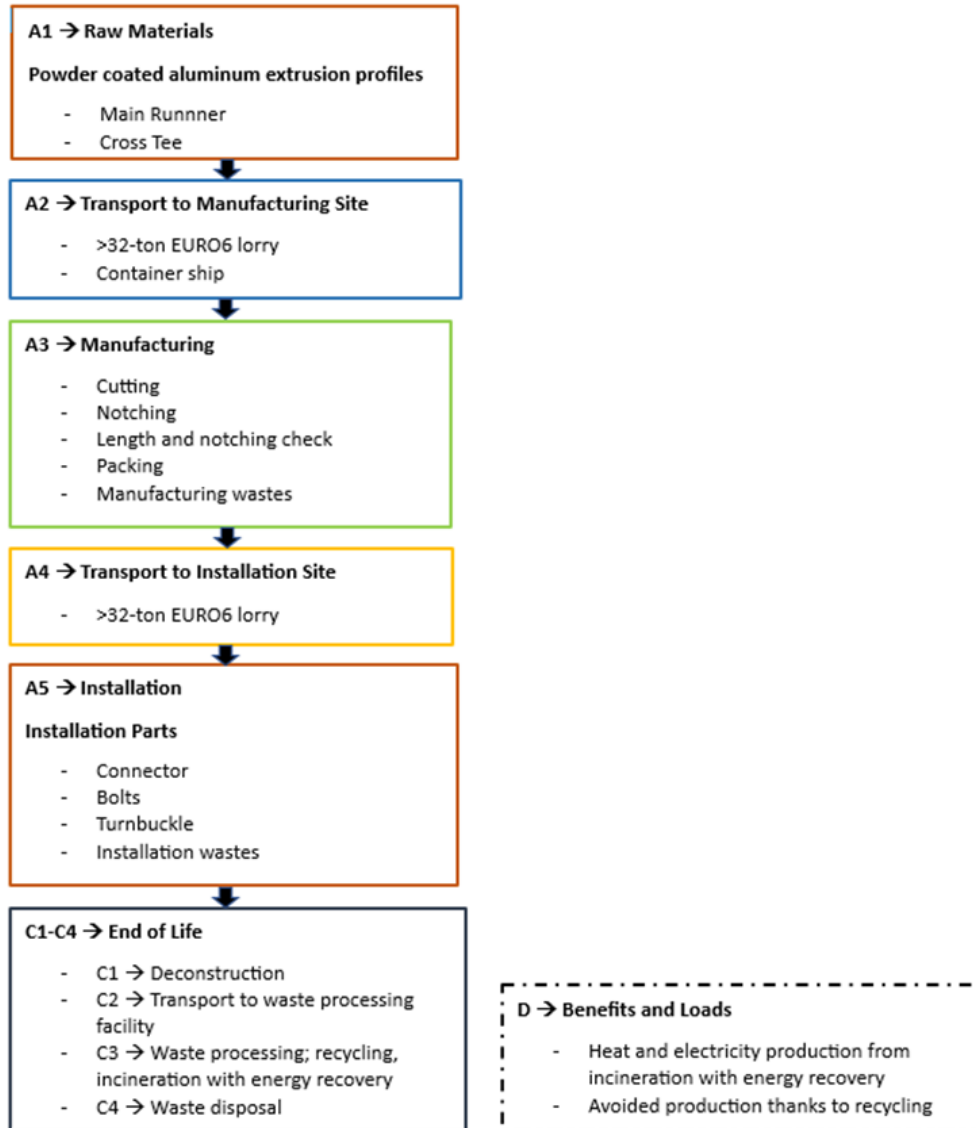 A1 → Raw Materials
Powder coated aluminum extrusion profiles
- Main Runnner
- Cross Tee
A2 → Transport to Manufacturing Site
- >32-ton EURO6 lorry
- Container ship
A3 → Manufacturing
- Cutting
- Notching
- Length and notching check
- Packing
- Manufacturing wastes
A4 → Transport to Installation Site
- >32-ton EURO6 lorry
A5 → Installation
Installation Parts
- Connector
- Bolts
- Turnbuckle
- Installation wastes
C1-C4 → End of Life
- C1 → Deconstruction
- C2 → Transport to waste processing
facility
- C3 → Waste processing; recycling,
incineration with energy recovery
- C4 → Waste disposal
D → Benefits and Loads
- Heat and electricity production from
incineration with energy recovery
- Avoided production thanks to recycling